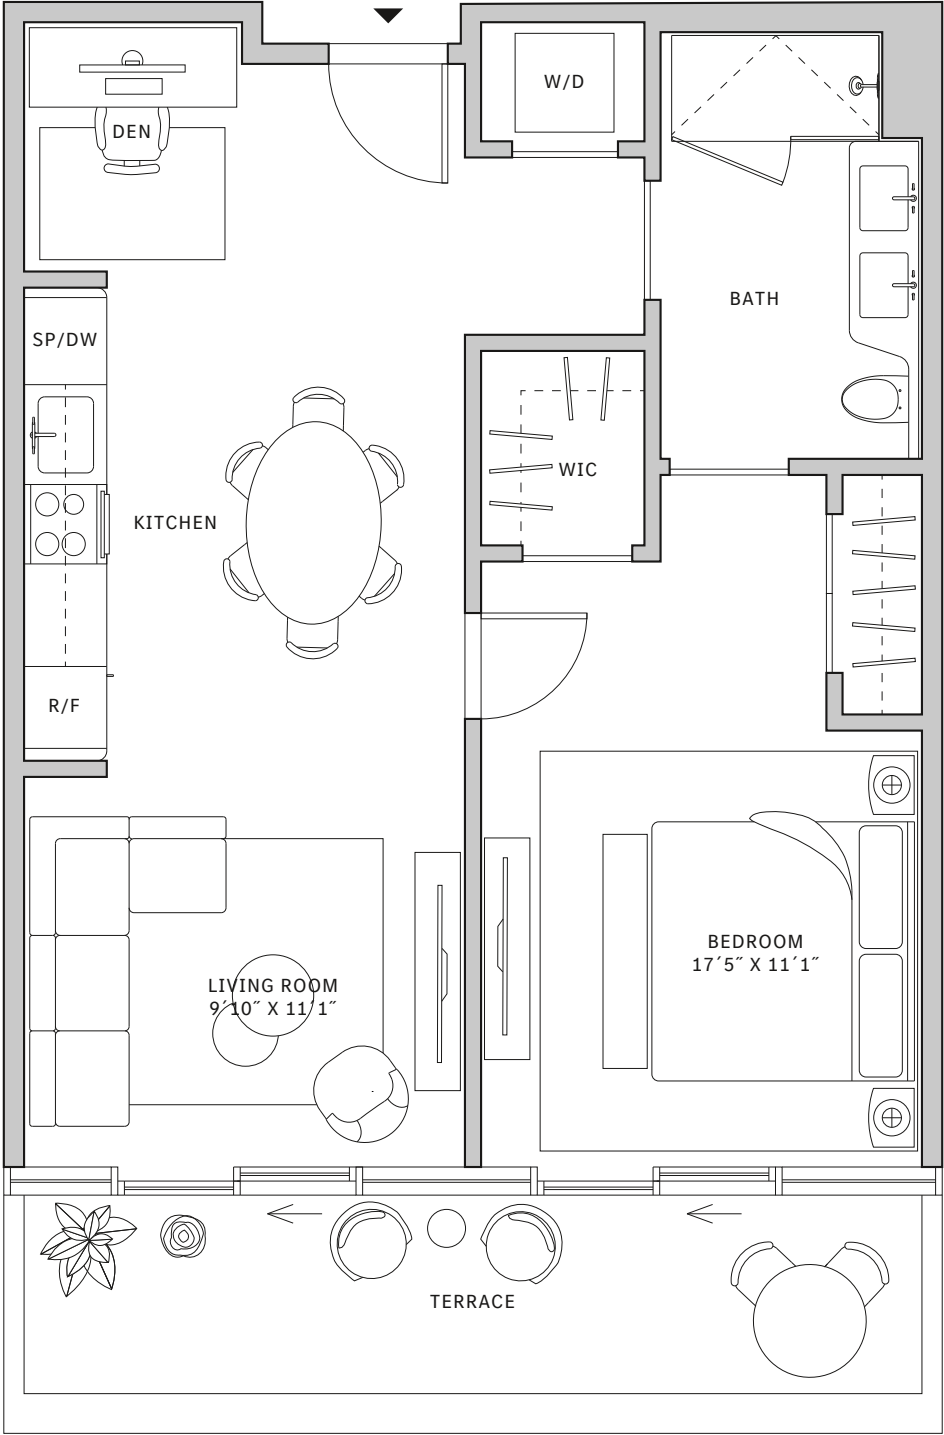 W/D
DEN
BATH
SP/DW
WIC
KITCHEN
R/F
BEDROOM
17´5˝ X 11´1˝
LIVING ROOM
9´10˝ X 11´1˝
TERRACE